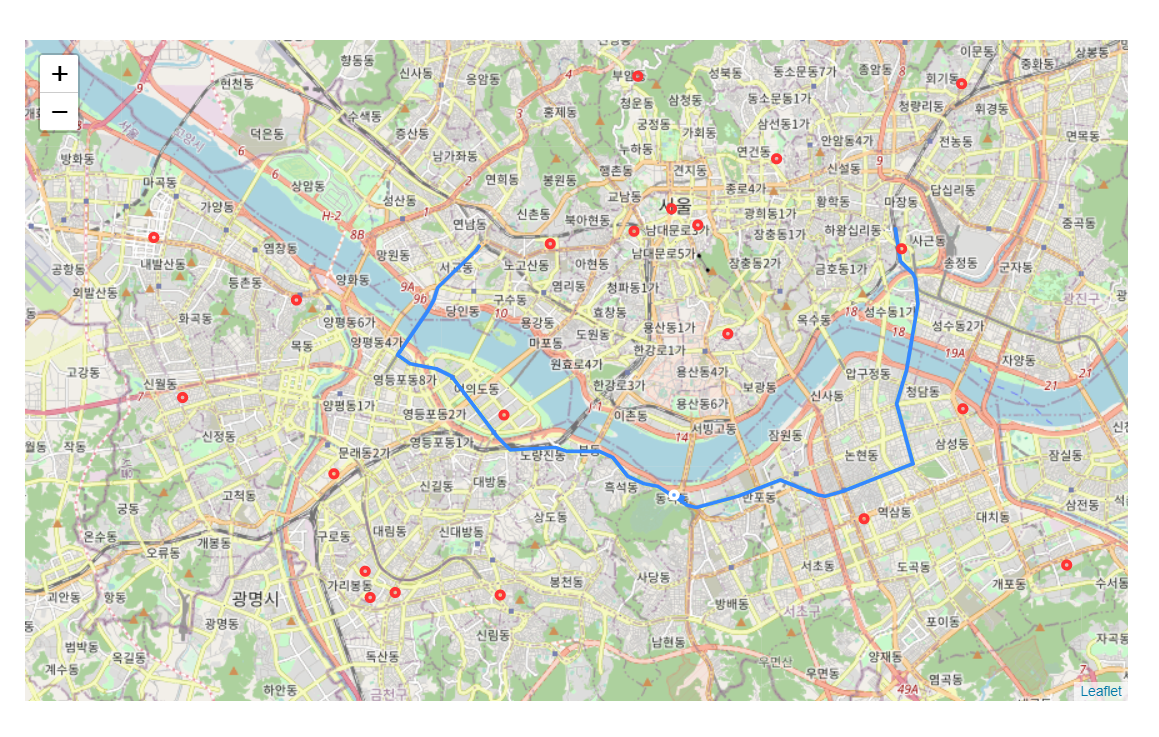 +
−
향동동
신사동
응암동
부암동
성북동
동소문동7가
종암동
이문동
상봉동
중화동
회기동
현천동
청운동
삼청동
동소문동1가
청량리동
휘경동
수색동
홍제동
궁정동
가회동
삼선동1가
안암동4가
전농동
면목동
덕은동
증산동
방화동
남가좌동
누하동
연건동
마곡동
상암동
연희동
봉원동
행촌동
견지동
신설동
종로4가
답십리동
가양동
성산동
교남동
서울
황학동
마장동
고양시
서울
H-2
8B
연남동
신촌동
북아현동
남대문로3가
광희동1가
장충동1가
하왕십리동
사근동
중곡동
염창동
망원동
서교동
노고산동
아현동
남대문로5가
장충동2가
금호동1가
송정동
군자동
공항동
내발산동
등촌동
양화동
9A
9b
염리동
청파동1가
외발산동
구수동
광진구
화곡동
양평동6가
당인동
10
용강동
효창동
용산동1가
옥수동
18
성수동1가
성수동2가
목동
양평동4가
마포동
도원동
한강로1가
18
19A
자양동
고강동
원효로4가
용산동4가
압구정동
21
21
신월동
7
영등포동8가
여의도동
한강로3가
보광동
신사동
청담동
양평동1가
영등포동2가
이촌동
용산동6가
서빙고동
신정동
영등포동1가
노량진동
본동
14
잠원동
삼성동
작동
문래동2가
논현동
잠실동
고척동
신길동
대방동
흑석동
반포동
궁동
상도동
역삼동
대치동
삼전동
온수동
오류동
개봉동
구로동
대림동
신대방동
가리봉동
봉천동
사당동
서초동
도곡동
개포동
수서동
괴안동
항동
광명시
방배동
서초구
광명동
신림동
남현동
포이동
자곡동
범박동
옥길동
독산동
우면산
양재동
계수동
우면동
염곡동
하안동
금천구
49A
7
Leaflet